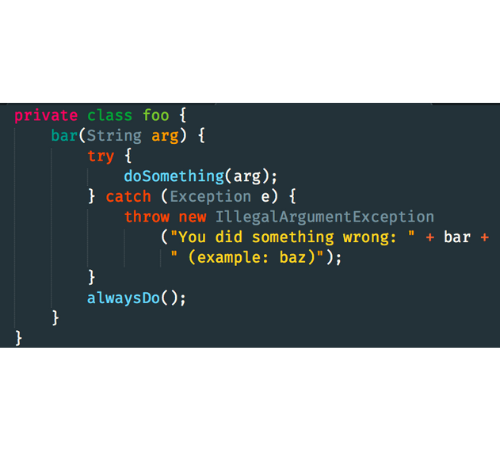 private class foo {
    bar(String arg) {
        try {
            doSomething(arg);
        } catch (Exception e) {
            throw new IllegalArgumentException
                ("You did something wrong: " + bar +
                 " (example: baz)");
        }
        alwaysDo();
    }
}